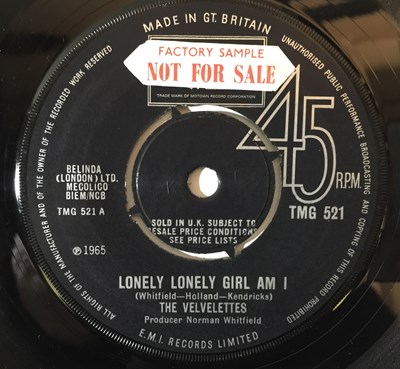 MADE IN GT. BRITAIN
FACTORY SAMPLE
NOT FOR SALE
TRADE MARK OF MOTOWN RECORD CORPORATION
ALL RIGHTS OF THE MANUFACTURER AND OF THE OWNER OF THE RECORDED WORK RESERVED
UNAUTHORISED PUBLIC PERFORMANCE BROADCASTING AND COPYING OF THIS RECORD PROHIBITED
45
R.P.M.
BELINDA
(LONDON) LTD.
MECOLICO
BIEM/NCB
TMG 521 A
TMG 521
SOLD IN U.K. SUBJECT TO
RESALE PRICE CONDITIONS
SEE PRICE LISTS
℗ 1965
LONELY LONELY GIRL AM I
(Whitfield—Holland—Kendricks)
THE VELVELETTES
Producer Norman Whitfield
E.M.I. RECORDS LIMITED